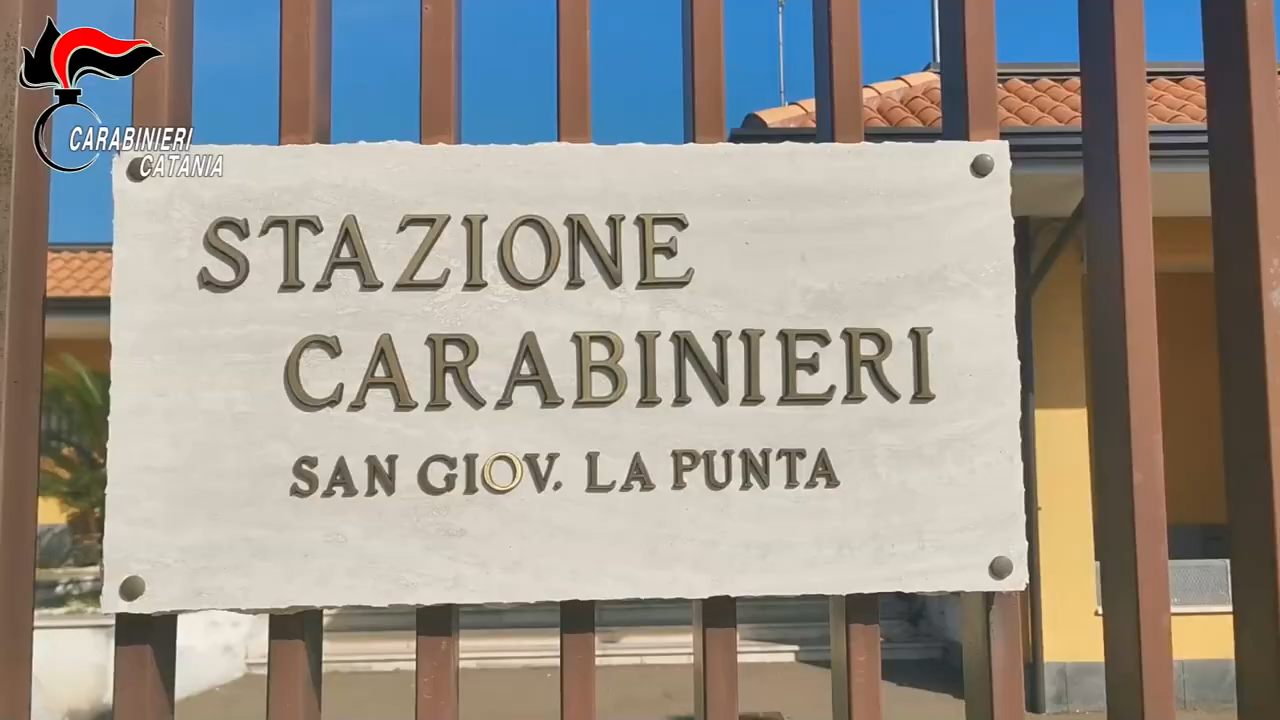 CARABINIERI
CATANIA
STAZIONE
CARABINIERI
SAN GIOV. LA PUNTA